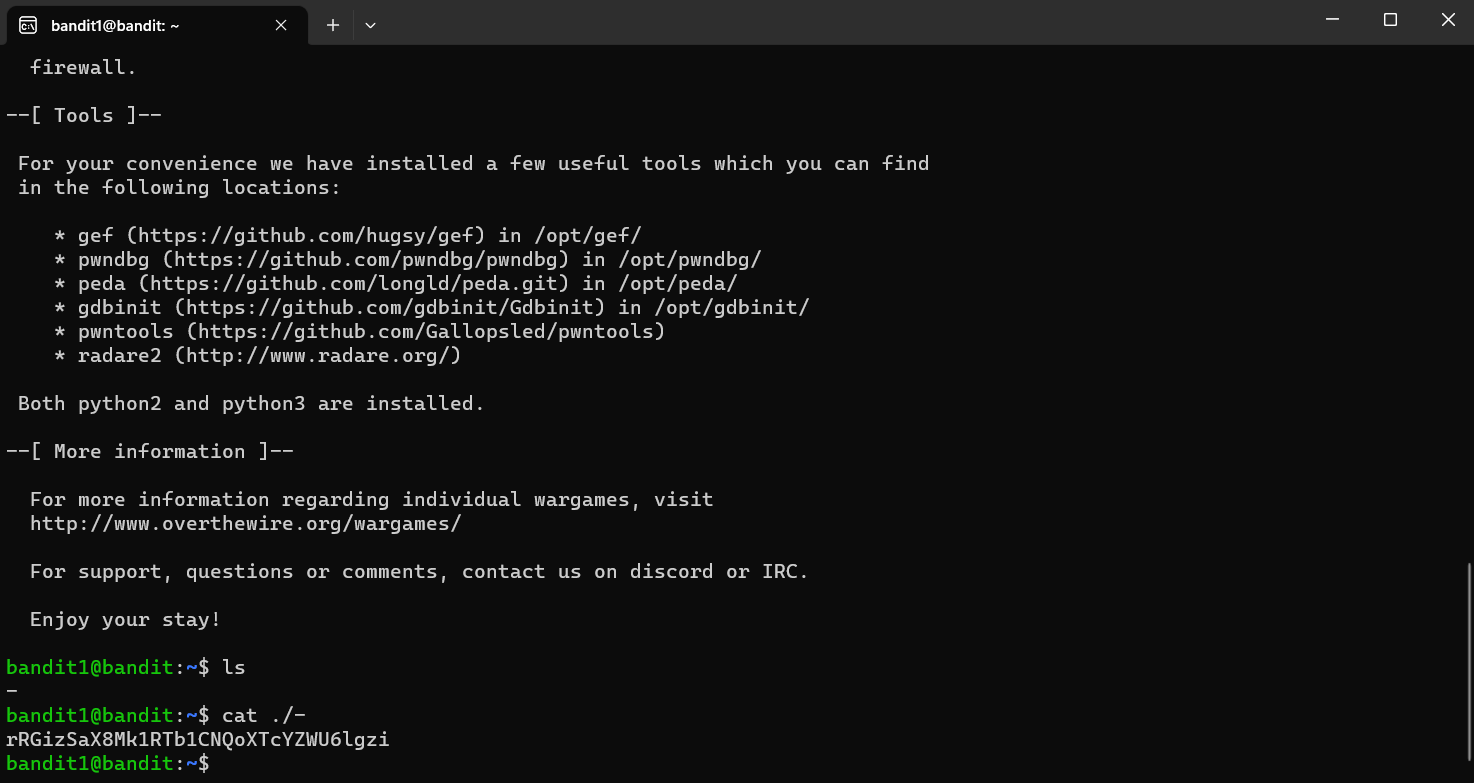 bandit1@bandit: ~
firewall.
--[ Tools ]--
For your convenience we have installed a few useful tools which you can find
in the following locations:
* gef (https://github.com/hugsy/gef) in /opt/gef/
* pwndbg (https://github.com/pwndbg/pwndbg) in /opt/pwndbg/
* peda (https://github.com/longld/peda.git) in /opt/peda/
* gdbinit (https://github.com/gdbinit/Gdbinit) in /opt/gdbinit/
* pwntools (https://github.com/Gallopsled/pwntools)
* radare2 (http://www.radare.org/)
Both python2 and python3 are installed.
--[ More information ]--
For more information regarding individual wargames, visit
http://www.overthewire.org/wargames/
For support, questions or comments, contact us on discord or IRC.
Enjoy your stay!
bandit1@bandit:~$ ls
-
bandit1@bandit:~$ cat ./-
rRGizSaX8Mk1RTb1CNQoXTcYZWU6lgzi
bandit1@bandit:~$